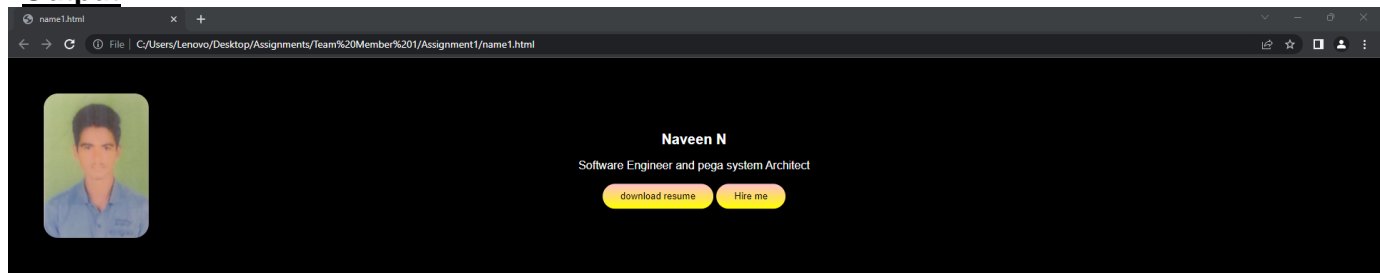 Output
name1.html
File C:/Users/Lenovo/Desktop/Assignments/Team%20Member%201/Assignment1/name1.html
Naveen N
Software Engineer and pega system Architect
download resume Hire me